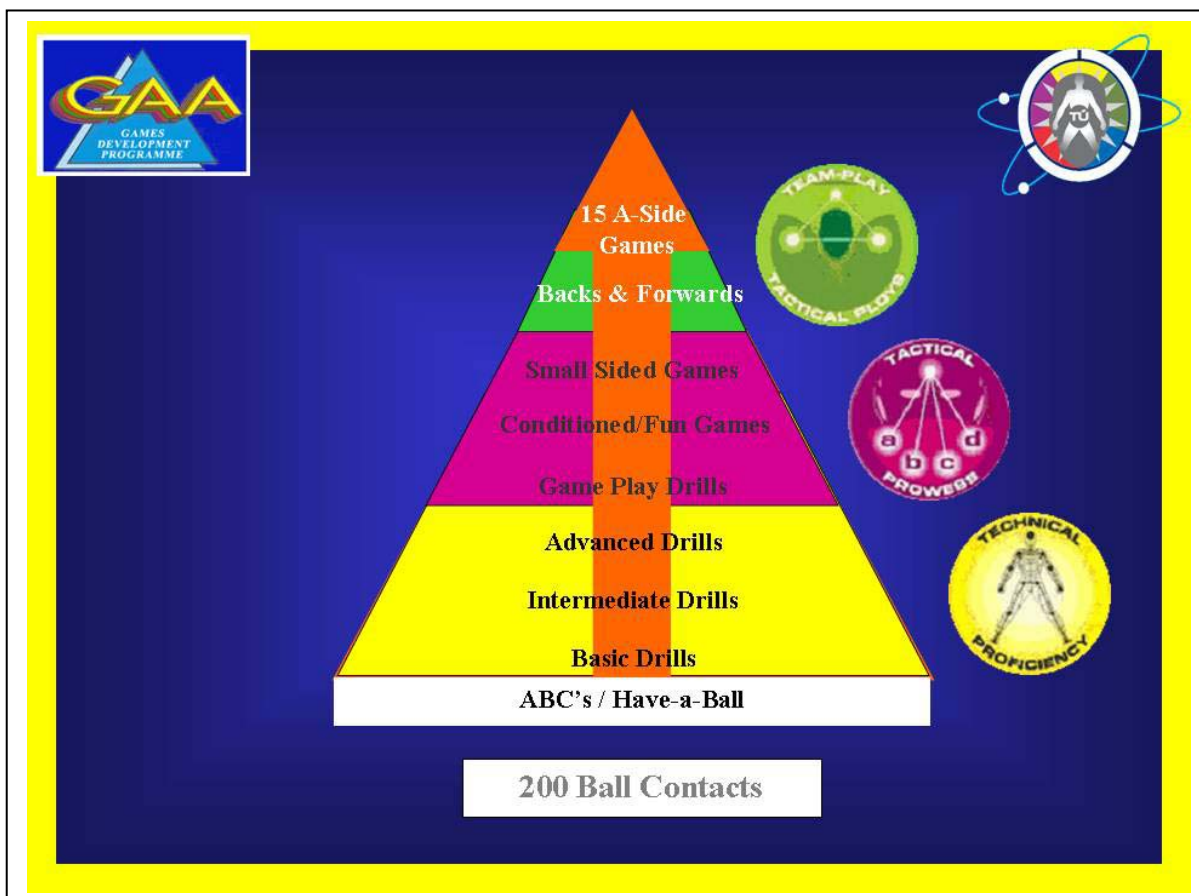 GAA
GAMES
DEVELOPMENT
PROGRAMME
TÚ
15 A-Side
Games
Backs & Forwards
Small Sided Games
Conditioned/Fun Games
Game Play Drills
Advanced Drills
Intermediate Drills
Basic Drills
ABC’s / Have-a-Ball
200 Ball Contacts
TEAM-PLAY
TACTICAL PLOYS
TACTICAL
a
b
c
d
PROWESS
TECHNICAL
PROFICIENCY